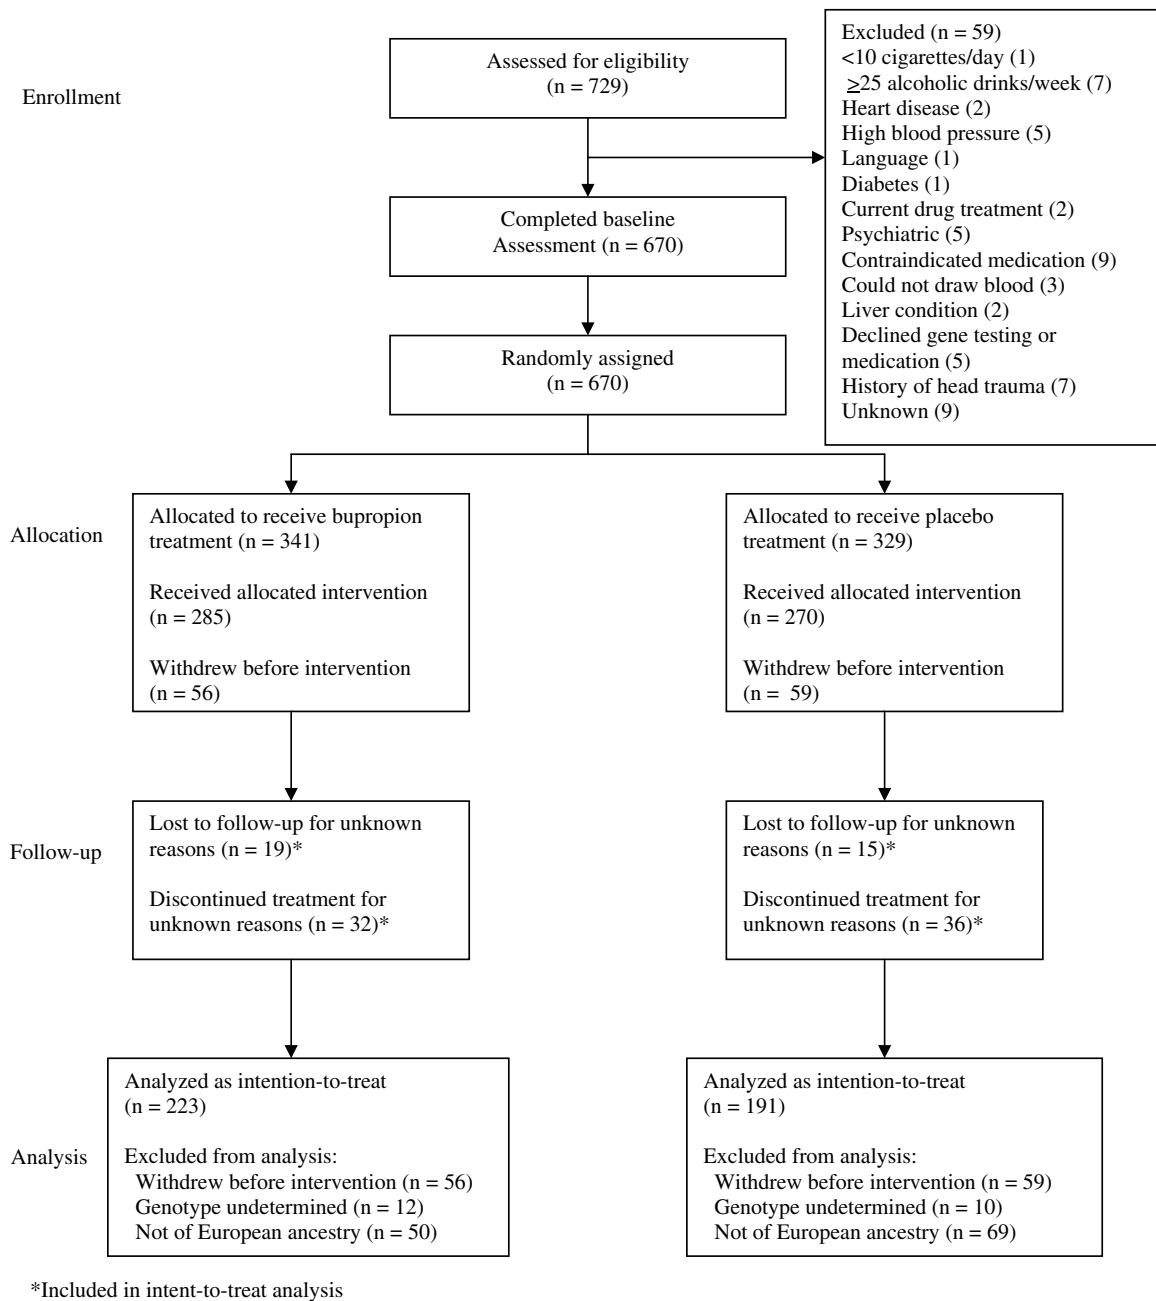 Enrollment
Assessed for eligibility
(n = 729)
Excluded (n = 59)
<10 cigarettes/day (1)
≥25 alcoholic drinks/week (7)
Heart disease (2)
High blood pressure (5)
Language (1)
Diabetes (1)
Current drug treatment (2)
Psychiatric (5)
Contraindicated medication (9)
Could not draw blood (3)
Liver condition (2)
Declined gene testing or
medication (5)
History of head trauma (7)
Unknown (9)
Completed baseline
Assessment (n = 670)
Randomly assigned
(n = 670)
Allocation
Allocated to receive bupropion
treatment (n = 341)
Received allocated intervention
(n = 285)
Withdrew before intervention
(n = 56)
Allocated to receive placebo
treatment (n = 329)
Received allocated intervention
(n = 270)
Withdrew before intervention
(n =  59)
Follow-up
Lost to follow-up for unknown
reasons (n = 19)*
Discontinued treatment for
unknown reasons (n = 32)*
Lost to follow-up for unknown
reasons (n = 15)*
Discontinued treatment for
unknown reasons (n = 36)*
Analysis
Analyzed as intention-to-treat
(n = 223)
Excluded from analysis:
Withdrew before intervention (n = 56)
Genotype undetermined (n = 12)
Not of European ancestry (n = 50)
Analyzed as intention-to-treat
(n = 191)
Excluded from analysis:
Withdrew before intervention (n = 59)
Genotype undetermined (n = 10)
Not of European ancestry (n = 69)
*Included in intent-to-treat analysis